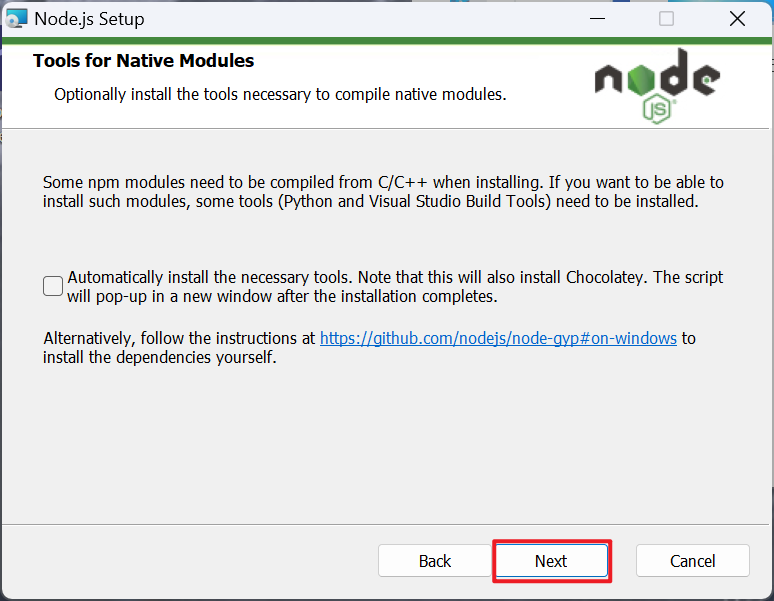 Node.js Setup
Tools for Native Modules
Optionally install the tools necessary to compile native modules.
node
JS
Some npm modules need to be compiled from C/C++ when installing. If you want to be able to
install such modules, some tools (Python and Visual Studio Build Tools) need to be installed.
Automatically install the necessary tools. Note that this will also install Chocolatey. The script
will pop-up in a new window after the installation completes.
Alternatively, follow the instructions at https://github.com/nodejs/node-gyp#on-windows to
install the dependencies yourself.
Back
Next
Cancel